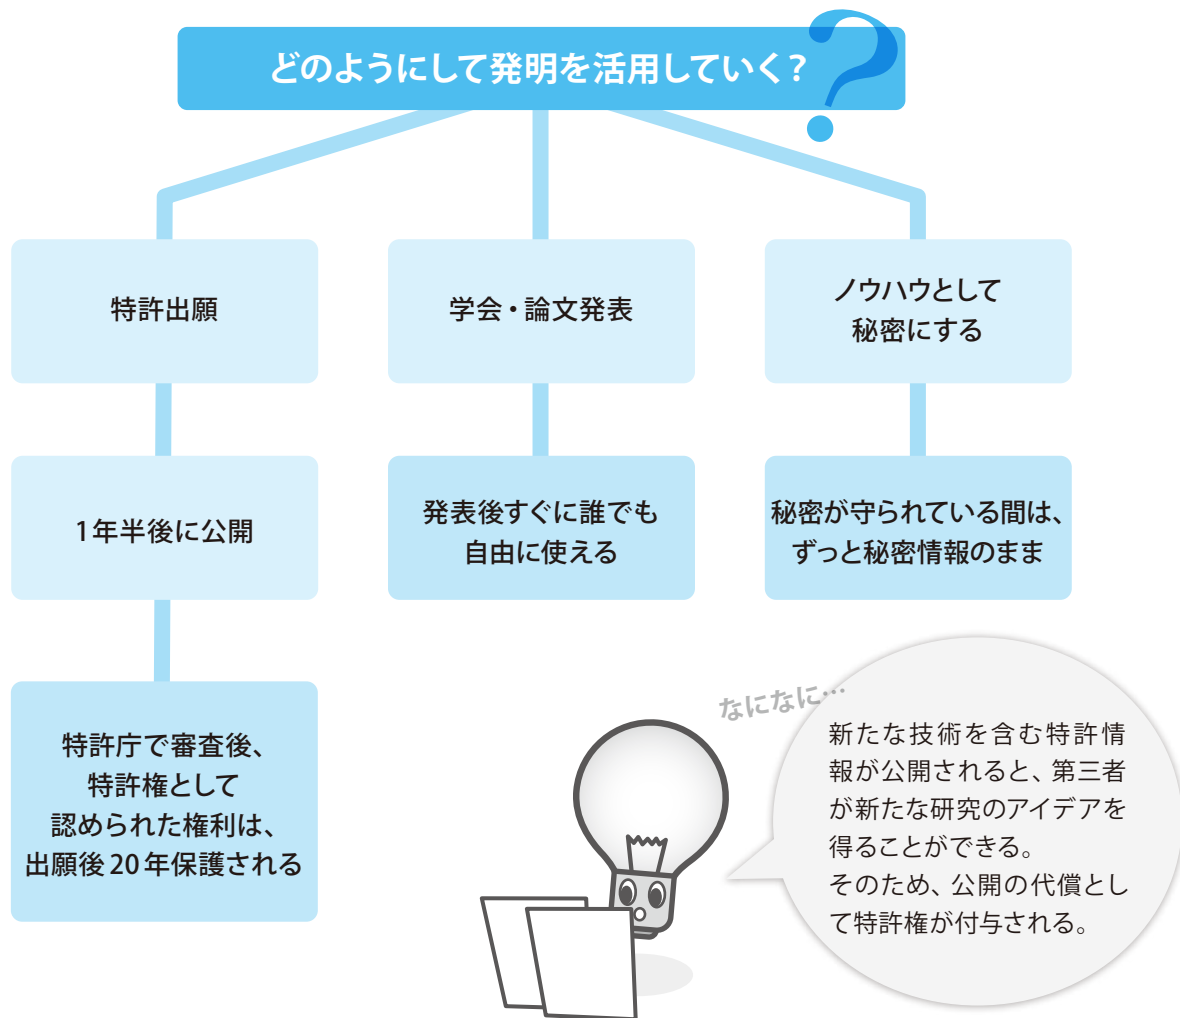 どのようにして発明を活用していく？
?
特許出願
学会・論文発表
ノウハウとして
秘密にする
1年半後に公開
発表後すぐに誰でも
自由に使える
秘密が守られている間は、
ずっと秘密情報のまま
特許庁で審査後、
特許権として
認められた権利は、
出願後20年保護される
なになに…
新たな技術を含む特許情
報が公開されると、第三者
が新たな研究のアイデアを
得ることができる。
そのため、公開の代償とし
て特許権が付与される。